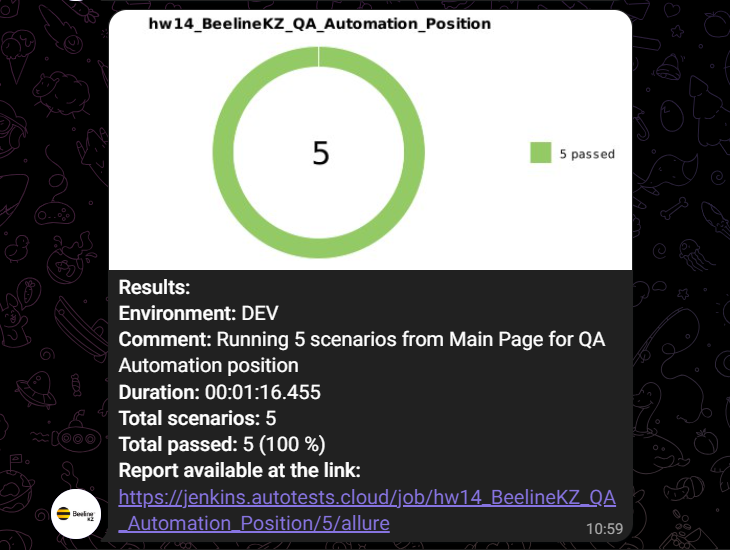 hw14_BeelineKZ_QA_Automation_Position
5
5 passed
Results:
Environment: DEV
Comment: Running 5 scenarios from Main Page for QA
Automation position
Duration: 00:01:16.455
Total scenarios: 5
Total passed: 5 (100 %)
Report available at the link:
https://jenkins.autotests.cloud/job/hw14_BeelineKZ_QA
_Automation_Position/5/allure
Beeline
KZ
10:59